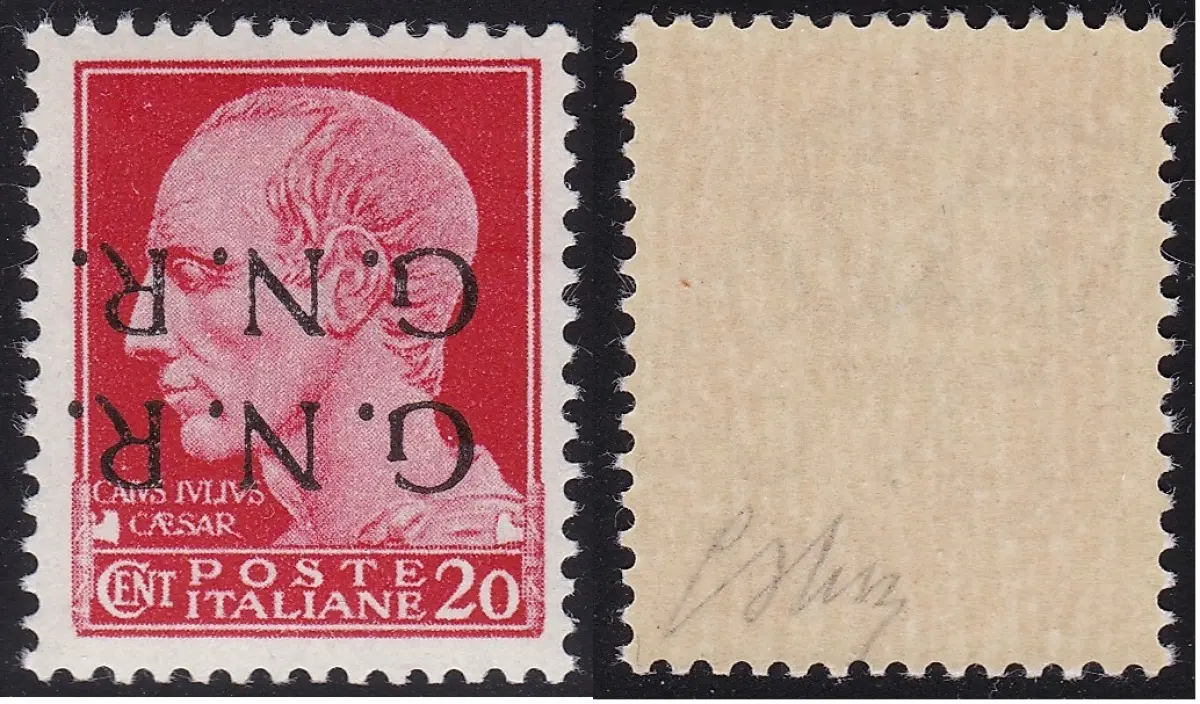 G. N. R.
G. N. R.
CAIVS IVLIVS
CÆSAR
CENT POSTE ITALIANE 20